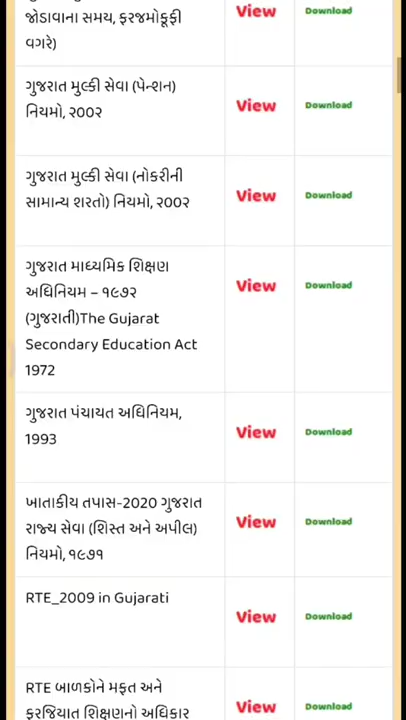 જોડાવાના સમય, ફરજમોકૂફી
વગરે)
View
Download
ગુજરાત મુલ્કી સેવા (પેન્શન)
નિયમો, ૨૦૦૨
View
Download
ગુજરાત મુલ્કી સેવા (નોકરીની
સામાન્ય શરતો) નિયમો, ૨૦૦૨
View
Download
ગુજરાત માધ્યમિક શિક્ષણ
અધિનિયમ – ૧૯૭૨
(ગુજરાતી)The Gujarat
Secondary Education Act
1972
View
Download
ગુજરાત પંચાયત અધિનિયમ,
1993
View
Download
ખાતાકીય તપાસ-2020 ગુજરાત
રાજ્ય સેવા (શિસ્ત અને અપીલ)
નિયમો, ૧૯૭૧
View
Download
RTE_2009 in Gujarati
View
Download
RTE બાળકોને મફત અને
ફરજિયાત શિક્ષણનો અધિકાર
View
Download